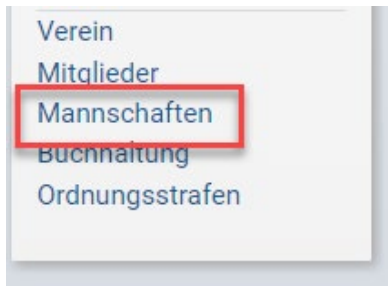 Verein
Mitglieder
Mannschaften
Buchhaltung
Ordnungsstrafen